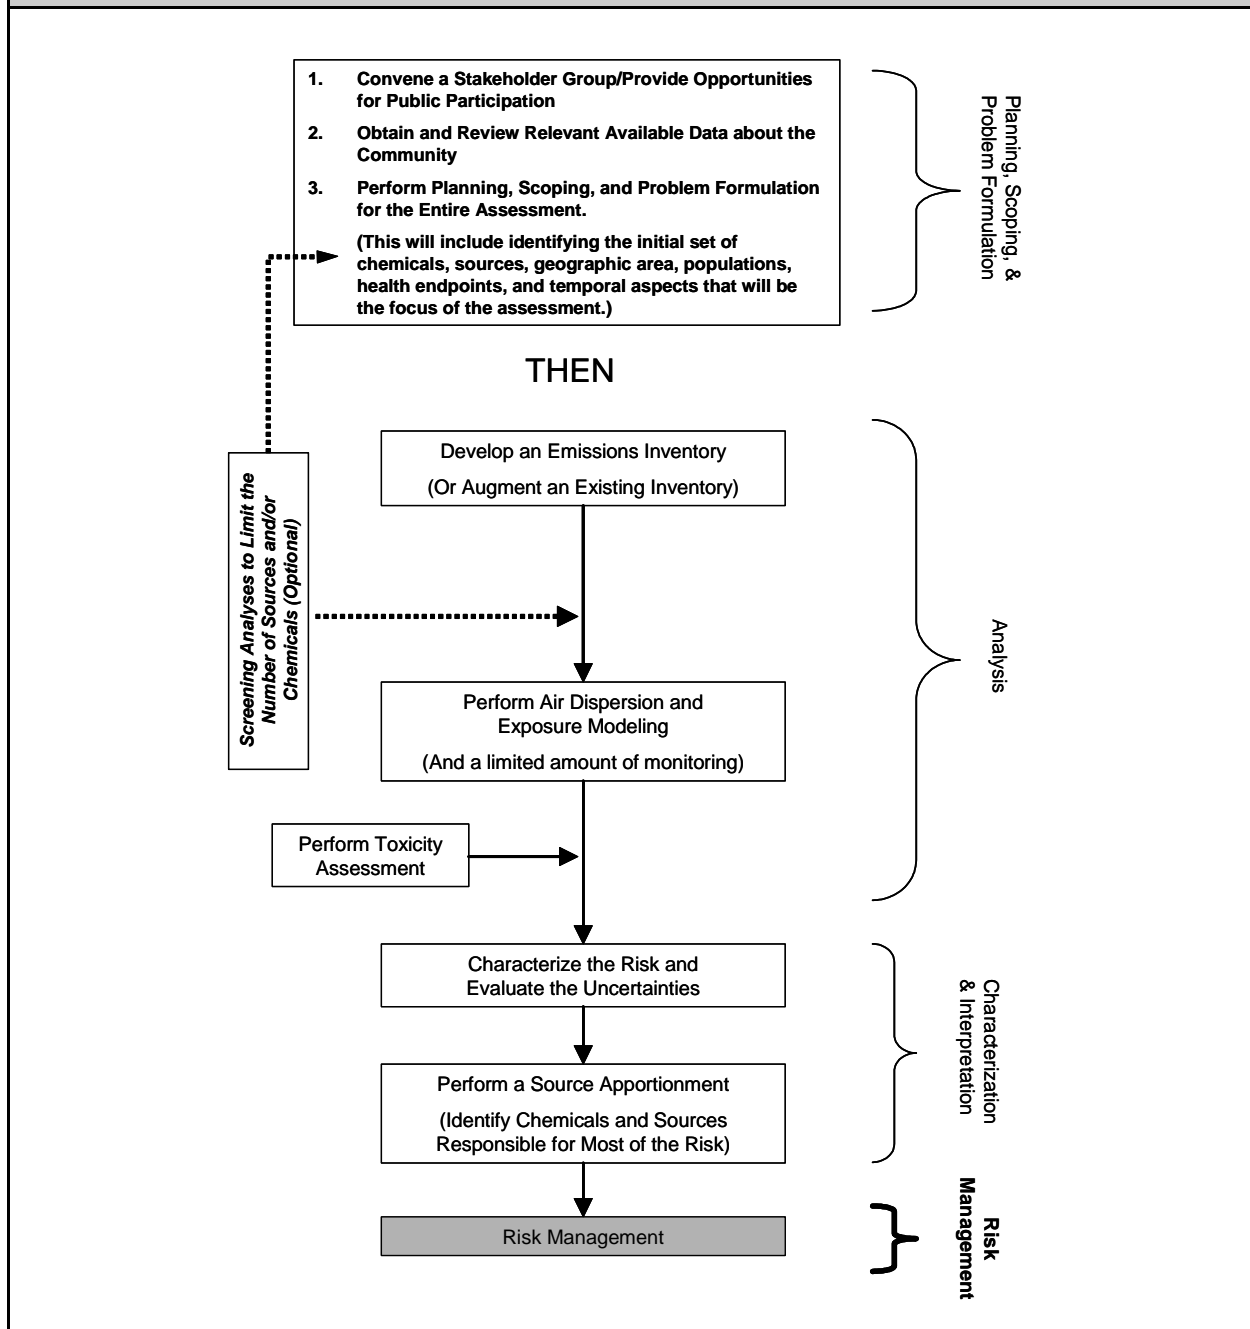 1. Convene a Stakeholder Group/Provide Opportunities
for Public Participation
2. Obtain and Review Relevant Available Data about the
Community
3. Perform Planning, Scoping, and Problem Formulation
for the Entire Assessment.
(This will include identifying the initial set of
chemicals, sources, geographic area, populations,
health endpoints, and temporal aspects that will be
the focus of the assessment.)
Planning, Scoping, &
Problem Formulation
THEN
Develop an Emissions Inventory
(Or Augment an Existing Inventory)
Screening Analyses to Limit the
Number of Sources and/or
Chemicals (Optional)
Perform Air Dispersion and
Exposure Modeling
(And a limited amount of monitoring)
Analysis
Perform Toxicity
Assessment
Characterize the Risk and
Evaluate the Uncertainties
Perform a Source Apportionment
(Identify Chemicals and Sources
Responsible for Most of the Risk)
Characterization
& Interpretation
Risk Management
Risk
Management